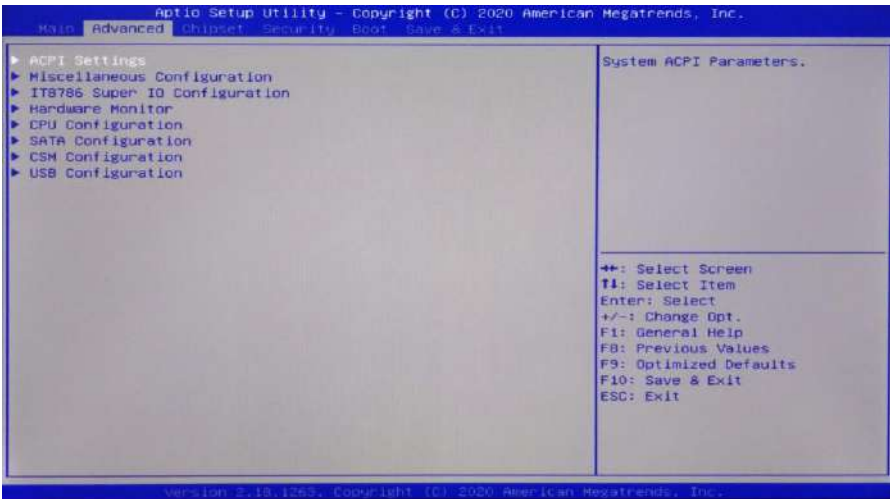 Aptio Setup Utility – Copyright (C) 2020 American Megatrends, Inc.
Main Advanced Chipset Security Boot Save & Exit
▶ ACPI Settings
▶ Miscellaneous Configuration
▶ IT8786 Super IO Configuration
▶ Hardware Monitor
▶ CPU Configuration
▶ SATA Configuration
▶ CSM Configuration
▶ USB Configuration
System ACPI Parameters.
→←: Select Screen
↑↓: Select Item
Enter: Select
+/-: Change Opt.
F1: General Help
F8: Previous Values
F9: Optimized Defaults
F10: Save & Exit
ESC: Exit
Version 2.18.1263. Copyright (C) 2020 American Megatrends, Inc.